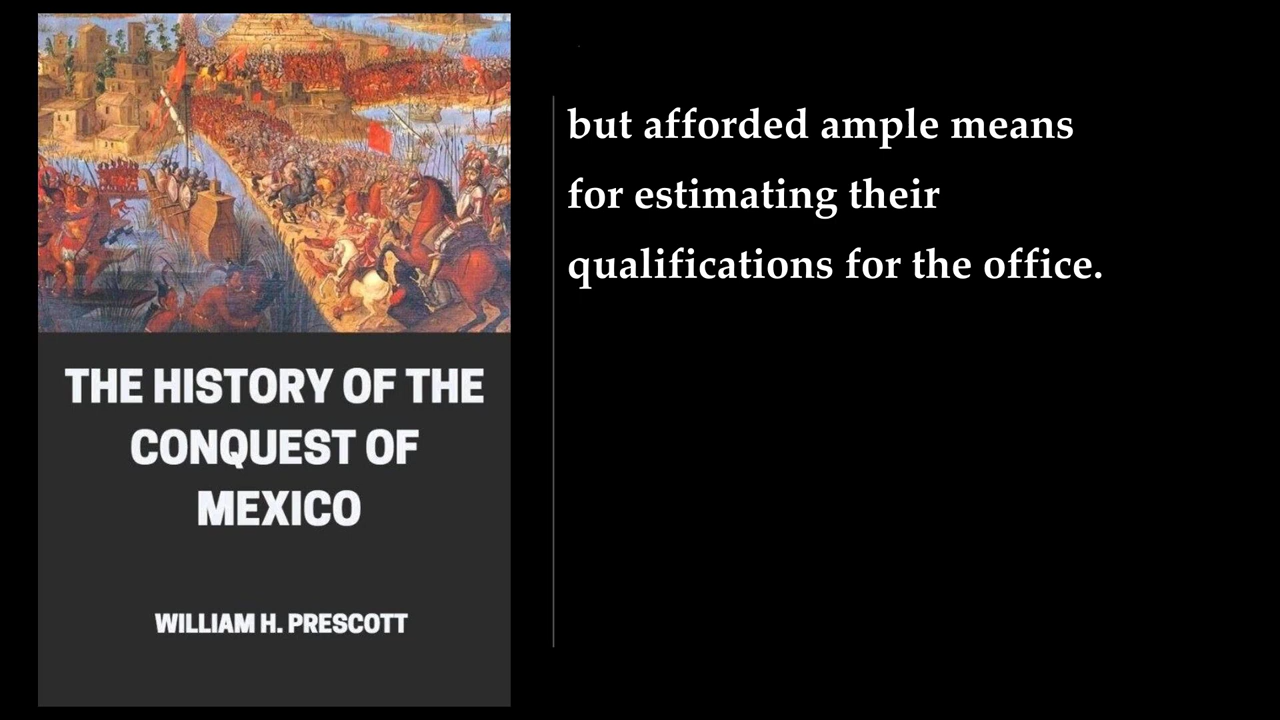 THE HISTORY OF THE
CONQUEST OF
MEXICO
WILLIAM H. PRESCOTT
but afforded ample means
for estimating their
qualifications for the office.